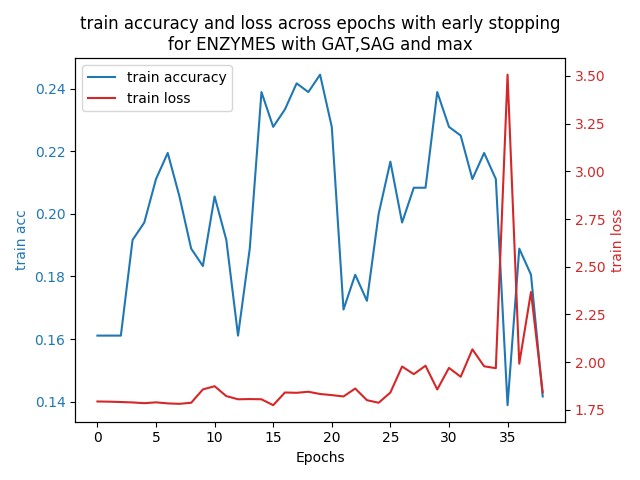 train accuracy and loss across epochs with early stopping
for ENZYMES with GAT,SAG and max
train accuracy
train loss
0.24
0.22
0.20
0.18
0.16
0.14
train acc
3.50
3.25
3.00
2.75
2.50
2.25
2.00
1.75
train loss
0 5 10 15 20 25 30 35
Epochs